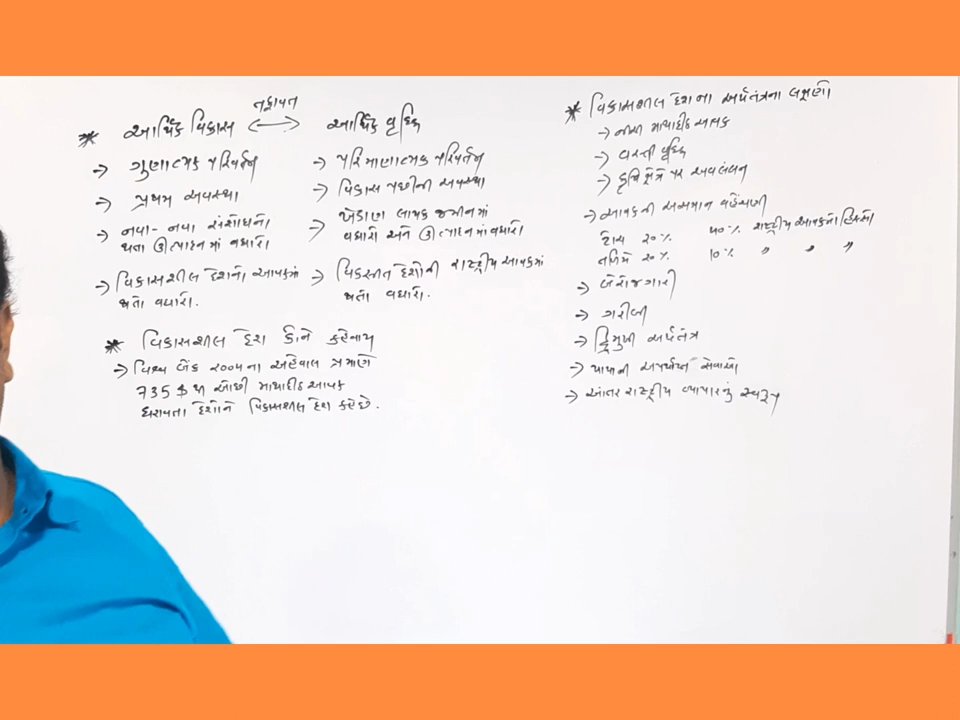 તફાવત
* આર્થિક વિકાસ ↔ આર્થિક વૃદ્ધિ
→ ગુણાત્મક પરિવર્તન
→ પ્રથમ અવસ્થા
→ નવા-નવા સંશોધનો
થતા ઉત્પાદનમાં વધારો.
→ વિકાસશીલ દેશની આવકમાં
થતો વધારો.
→ પરિમાણાત્મક પરિવર્તન
→ વિકાસ પછીની અવસ્થા
→ ખેડાણ લાયક જમીનમાં
વધારો અને ઉત્પાદનમાં વધારો.
→ વિકસીત દેશોની રાષ્ટ્રીય આવકમાં
થતો વધારો.
* વિકાસશીલ દેશ કોને કહેવાય
→ વિશ્વ બેંક ૨૦૦૫ના અહેવાલ પ્રમાણે
735 $ થી ઓછી માથાદીઠ આવક
ધરાવતા દેશોને વિકાસશીલ દેશ કહે છે.
* વિકાસશીલ દેશના અર્થતંત્રના લક્ષણો
→ નીચી માથાદીઠ આવક
→ વસ્તી વૃદ્ધિ
→ કૃષિ ક્ષેત્ર પર અવલંબન
→ આવકની અસમાન વહેંચણી
ટોચ ૨૦% ૫૦% રાષ્ટ્રીય આવકનો હિસ્સો
તળિયે ૨૦% ૧૦% " " "
→ બેરોજગારી
→ ગરીબી
→ દ્વિમુખી અર્થતંત્ર
→ પાયાની અપર્યાપ્ત સેવાઓ
→ આંતરરાષ્ટ્રીય વ્યાપારનું સ્વરૂપ